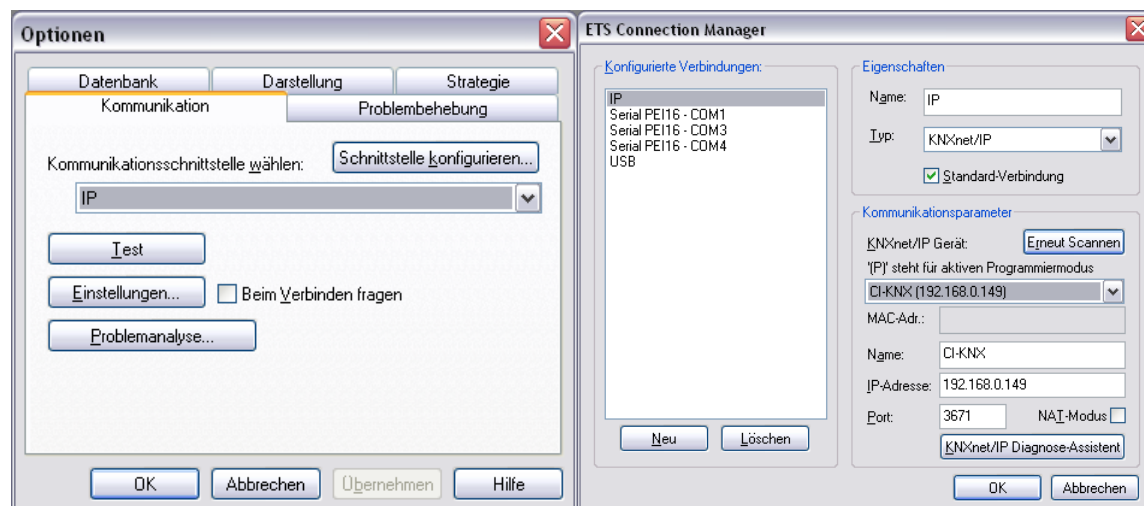 Optionen
Datenbank
Darstellung
Strategie
Kommunikation
Problembehebung
Kommunikationsschnittstelle wählen:
Schnittstelle konfigurieren...
IP
Test
Einstellungen...
Beim Verbinden fragen
Problemanalyse...
OK
Abbrechen
Übernehmen
Hilfe
ETS Connection Manager
Konfigurierte Verbindungen:
IP
Serial PEI16 - COM1
Serial PEI16 - COM3
Serial PEI16 - COM4
USB
Neu
Löschen
Eigenschaften
Name: IP
Typ: KNXnet/IP
Standard-Verbindung
Kommunikationsparameter
KNXnet/IP Gerät:
Erneut Scannen
'(P)' steht für aktiven Programmiermodus
CI-KNX (192.168.0.149)
MAC-Adr.:
Name: CI-KNX
IP-Adresse: 192.168.0.149
Port: 3671 NAT-Modus
KNXnet/IP Diagnose-Assistent
OK
Abbrechen